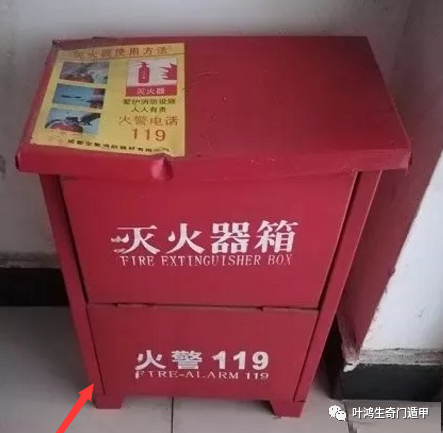 灭火器使用方法
灭火器
爱护消防设施
人人有责
火警电话
119
灭火器箱
FIRE EXTINGUISHER BOX
火警 119
FIRE-ALARM 119
叶鸿生奇门遁甲